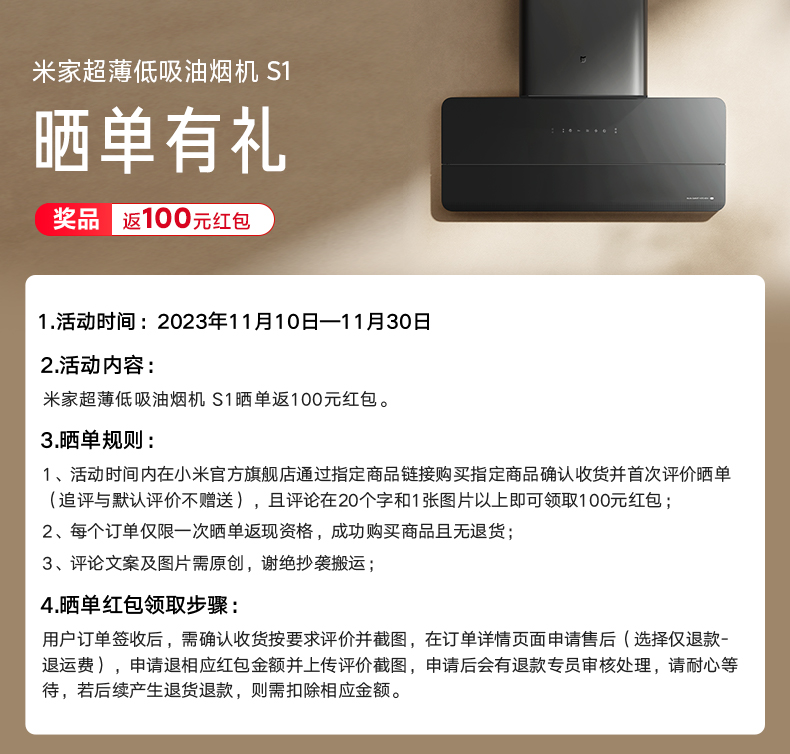 米家超薄低吸油烟机 S1
晒单有礼
奖品 返100元红包
1.活动时间：2023年11月10日—11月30日
2.活动内容：
米家超薄低吸油烟机 S1晒单返100元红包。
3.晒单规则：
1、活动时间内在小米官方旗舰店通过指定商品链接购买指定商品确认收货并首次评价晒单
（追评与默认评价不赠送），且评论在20个字和1张图片以上即可领取100元红包；
2、每个订单仅限一次晒单返现资格，成功购买商品且无退货；
3、评论文案及图片需原创，谢绝抄袭搬运；
4.晒单红包领取步骤：
用户订单签收后，需确认收货按要求评价并截图，在订单详情页面申请售后（选择仅退款-
退运费），申请退相应红包金额并上传评价截图，申请后会有退款专员审核处理，请耐心等
待，若后续产生退货退款，则需扣除相应金额。